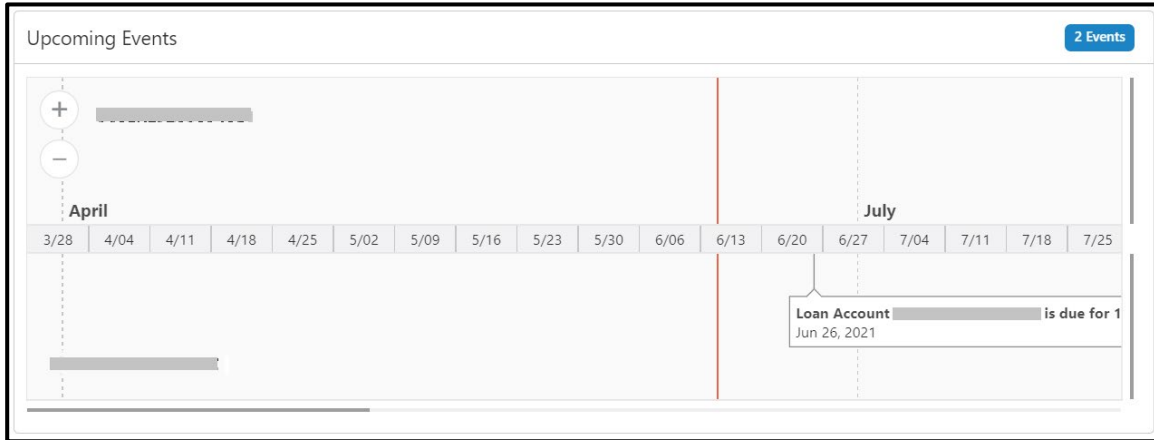 Upcoming Events
2 Events
+
−
April
July
3/28 4/04 4/11 4/18 4/25 5/02 5/09 5/16 5/23 5/30 6/06 6/13 6/20 6/27 7/04 7/11 7/18 7/25
Loan Account is due for 1
Jun 26, 2021